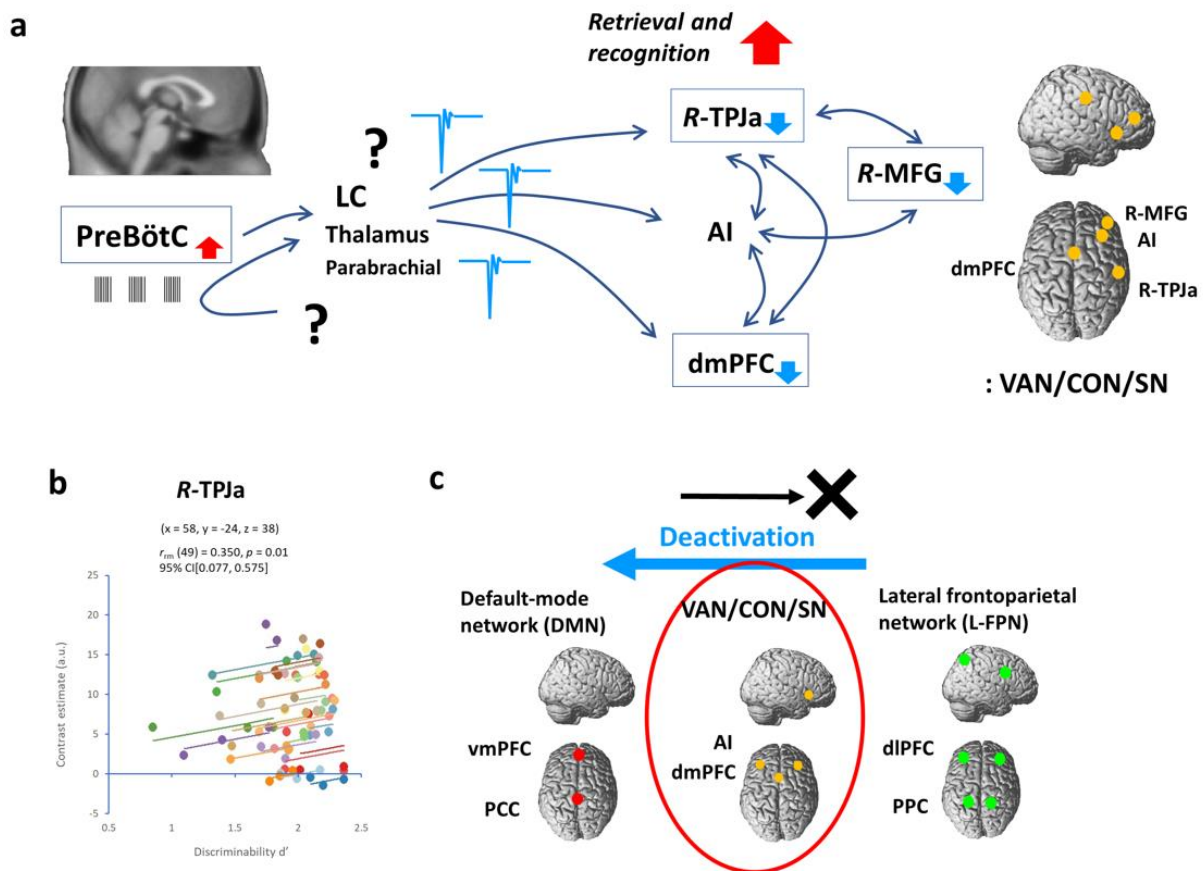 a
Retrieval and
recognition
R-TPJa
?
LC
Thalamus
Parabrachial
PreBötC
?
AI
R-MFG
dmPFC
R-MFG
AI
dmPFC
R-TPJa
: VAN/CON/SN
b
R-TPJa
(x = 58, y = -24, z = 38)
rrm (49) = 0.350, p = 0.01
95% CI[0.077, 0.575]
Contrast estimate (a.u.)
25
20
15
10
5
0
-5
0.5 1 1.5 2 2.5
Discriminability d'
c
Deactivation
Default-mode
network (DMN)
VAN/CON/SN
Lateral frontoparietal
network (L-FPN)
vmPFC
PCC
AI
dmPFC
dlPFC
PPC